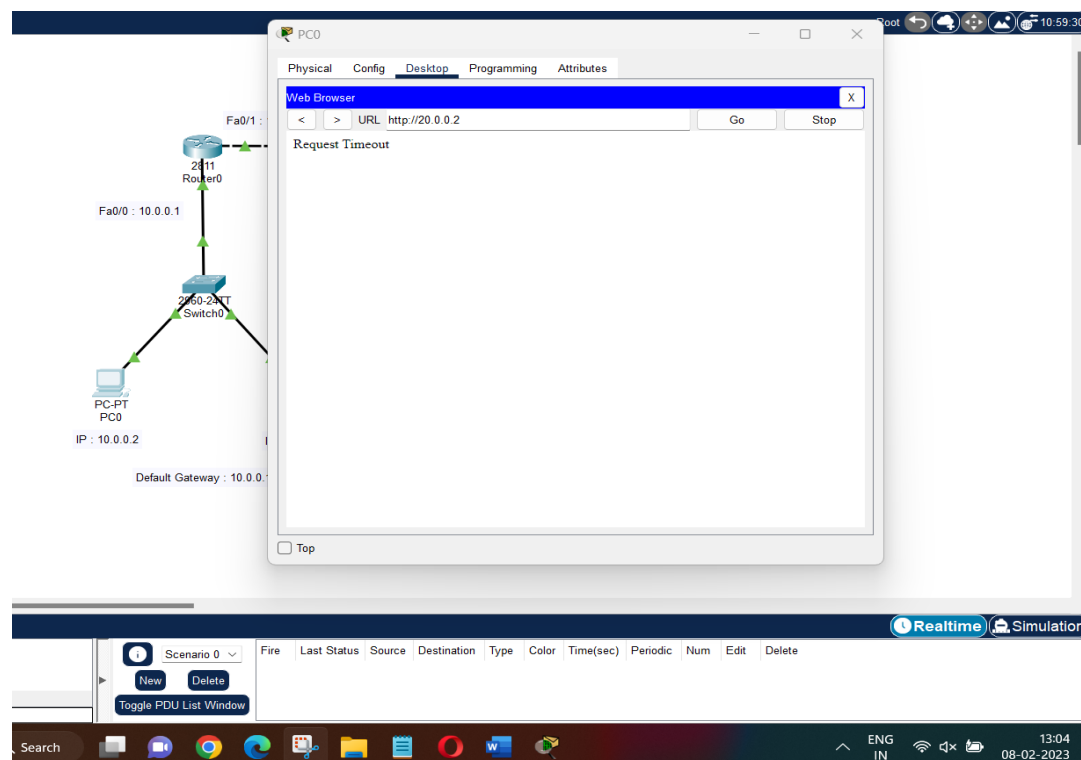 Root
10:59:30
PC0
Physical Config Desktop Programming Attributes
Web Browser
X
< > URL http://20.0.0.2 Go Stop
Request Timeout
Fa0/1 :
2811
Router0
Fa0/0 : 10.0.0.1
2960-24TT
Switch0
PC-PT
PC0
IP : 10.0.0.2
Default Gateway : 10.0.0.
Top
Realtime
Simulation
Scenario 0
Fire Last Status Source Destination Type Color Time(sec) Periodic Num Edit Delete
New Delete
Toggle PDU List Window
Search
ENG
IN
13:04
08-02-2023